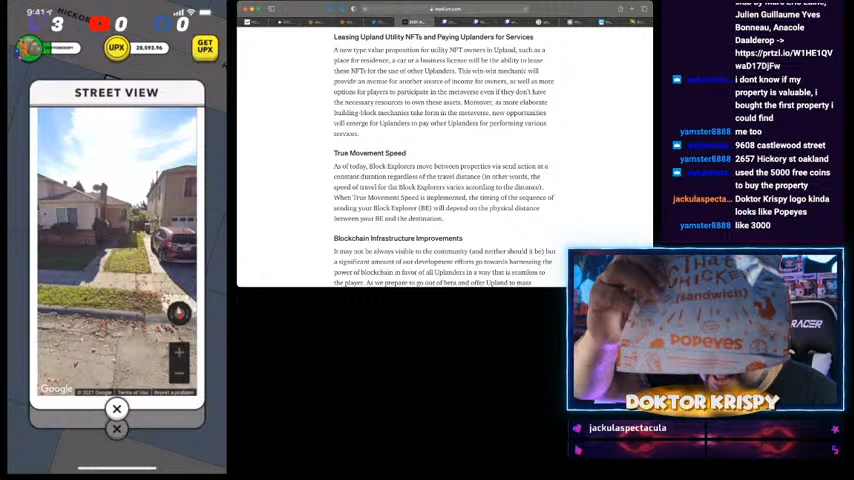 9:41
3
0
0
UPX
28,593.96
GET
UPX
STREET VIEW
Google
© 2021 Google
Terms of Use
Report a problem
medium.com
Leasing Upland Utility NFTs and Paying Uplanders for Services
A new type value proposition for utility NFT owners in Upland, such as a
place for residence, a car or a business license will be the ability to lease
these NFTs for the use of other Uplanders. This win-win mechanic will
provide an avenue for another source of income for owners, as well as more
options for players to participate in the metaverse even if they don't have
the necessary resources to own these assets. Moreover, as more elaborate
building-block mechanics take form in the metaverse, new opportunities
will emerge for Uplanders to pay other Uplanders for performing various
services.
True Movement Speed
As of today, Block Explorers move between properties via send action at a
constant duration regardless of the travel distance (in other words, the
speed of travel for the Block Explorers varies according to the distance).
When True Movement Speed is implemented, the timing of the sequence of
sending your Block Explorer (BE) will depend on the physical distance
between your BE and the destination.
Blockchain Infrastructure Improvements
It may not be always visible to the community (and neither should it be) but
a significant amount of our development efforts go towards harnessing the
power of blockchain in favor of all Uplanders in a way that is seamless to
the player. As we prepare to go out of beta and offer Upland to mass
Julien Guillaume Yves
Bonneau, Anacole
Daalderop ->
https://prtzl.io/W1HE1QV
waD17DjFw
i dont know if my
property is valuable, i
bought the first property i
could find
yamster8888 me too
9608 castlewood street
yamster8888 2657 Hickory st oakland
used the 5000 free coins
to buy the property
jackulaspecta... Doktor Krispy logo kinda
looks like Popeyes
yamster8888 like 3000
CHICKEN
(sandwich)
POPEYES
RACER
DOKTOR KRISPY
jackulaspectacula